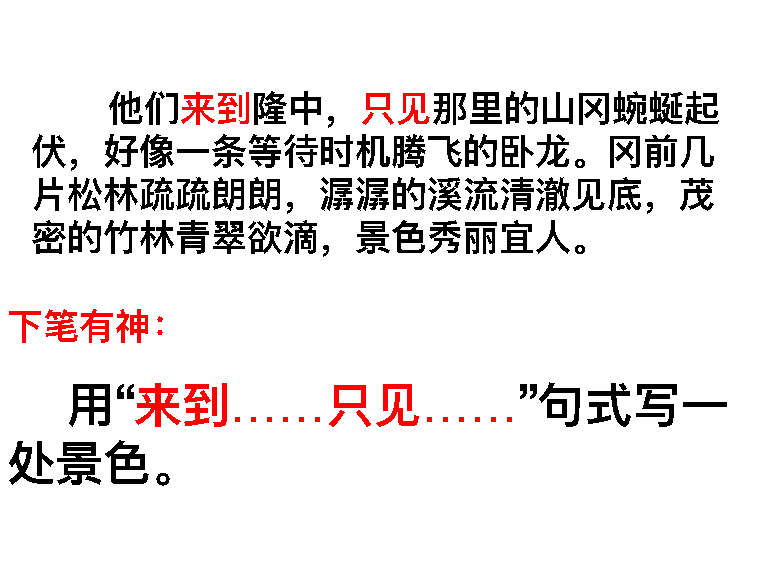 他们来到隆中，只见那里的山冈蜿蜒起
伏，好像一条等待时机腾飞的卧龙。冈前几
片松林疏疏朗朗，潺潺的溪流清澈见底，茂
密的竹林青翠欲滴，景色秀丽宜人。
下笔有神：
用“来到……只见……”句式写一
处景色。